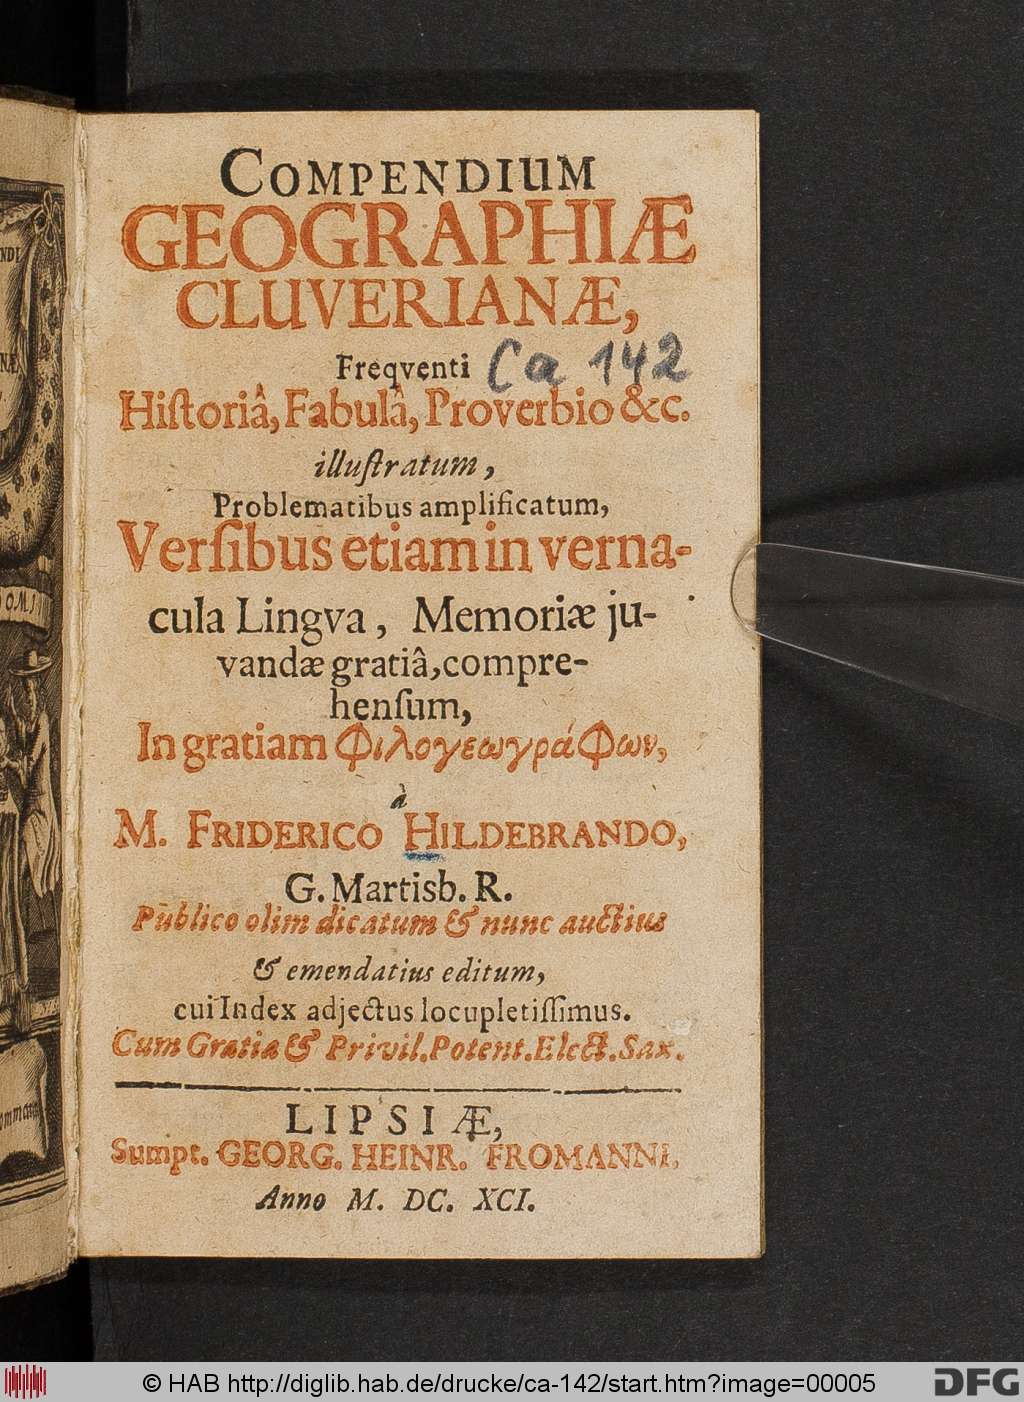 COMPENDIUM
GEOGRAPHIÆ
CLUVERIANÆ,
Freqventi Ca 142
Hiſtoriâ, Fabulâ, Proverbio &c.
illuſtratum,
Problematibus amplificatum,
Verſibus etiam in verna-
cula Lingva, Memoriæ ju-
vandæ gratiâ, compre-
henſum,
In gratiam Φιλογεωγράφων,
à
M. FRIDERICO HILDEBRANDO,
G. Martisb. R.
Publico olim dicatum & nunc auctius
& emendatius editum,
cui Index adjectus locupletiſſimus.
Cum Gratia & Privil. Potent. Elect. Sax.
LIPSIÆ,
Sumpt. GEORG. HEINR. FROMANNI,
Anno M. DC. XCI.
© HAB http://diglib.hab.de/drucke/ca-142/start.htm?image=00005
DFG